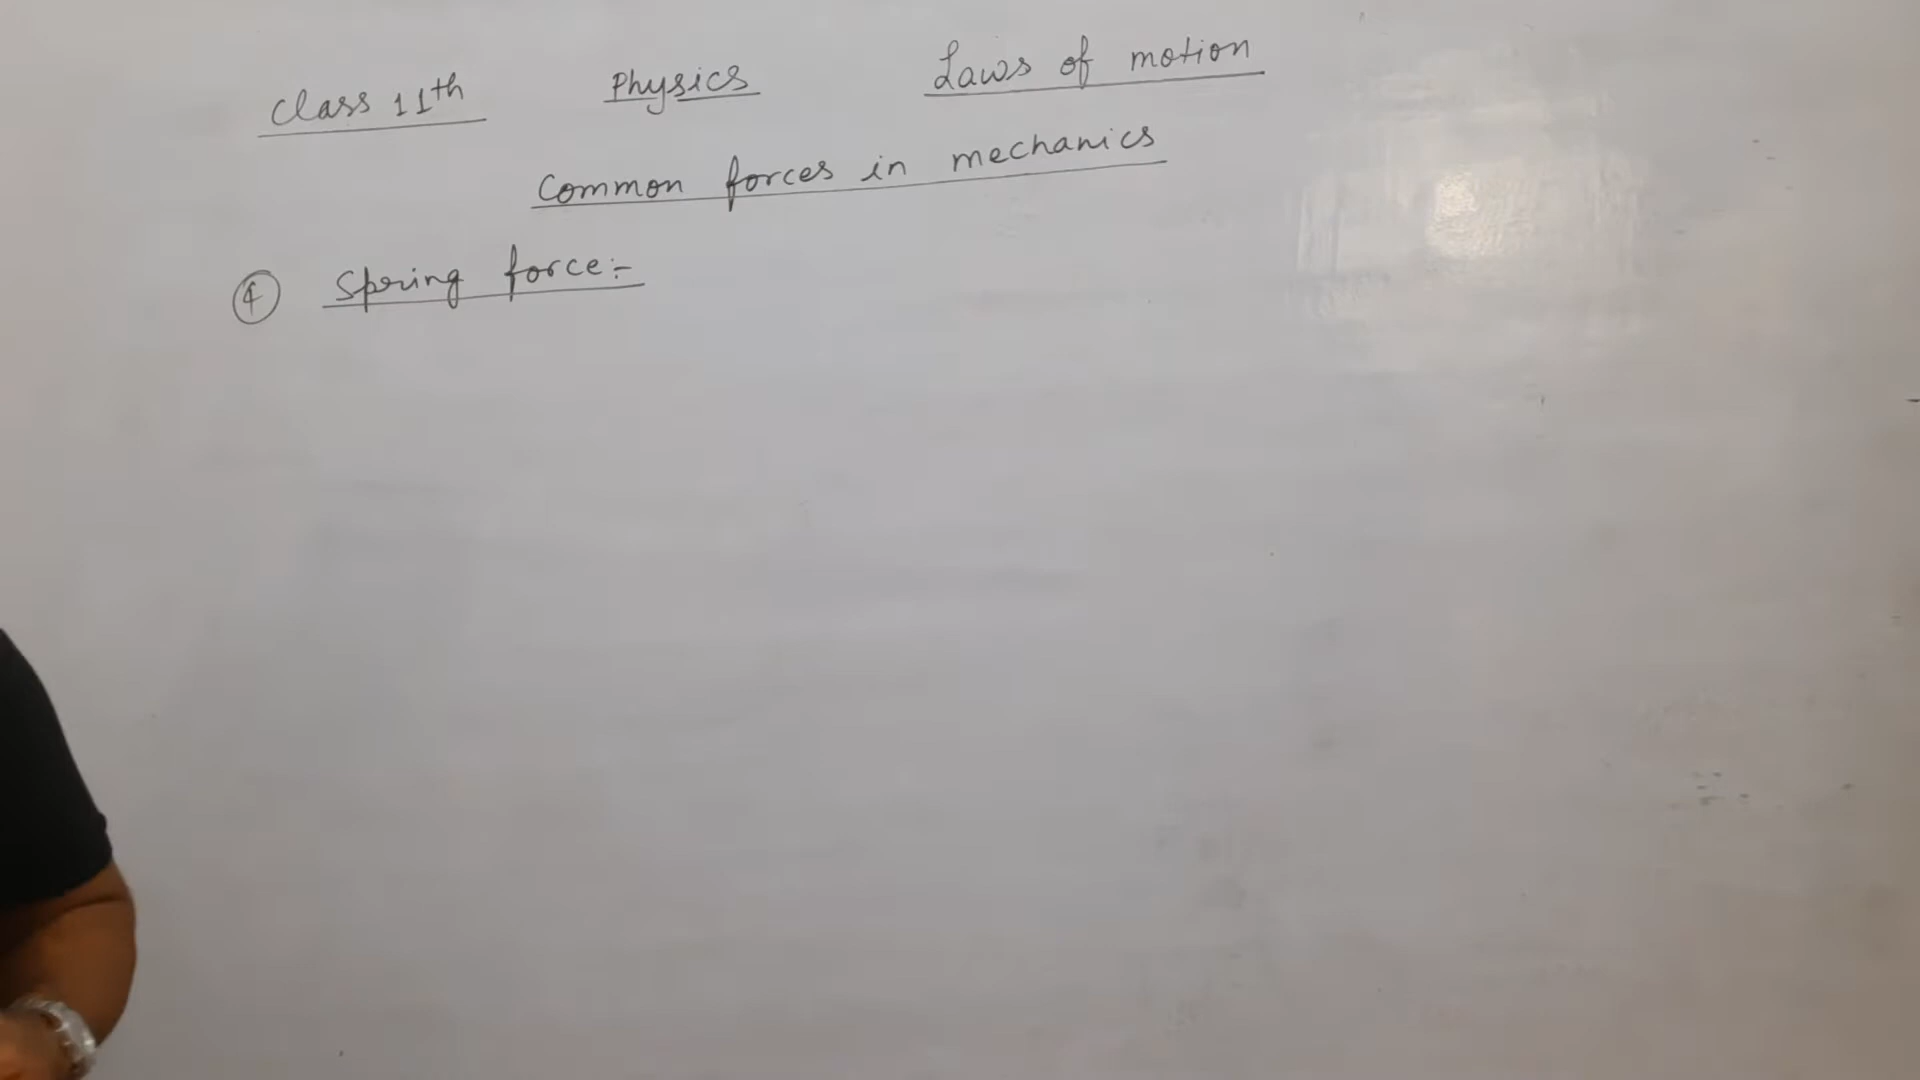 Class 11th Physics Laws of motion
Common forces in mechanics
④ Spring force:-